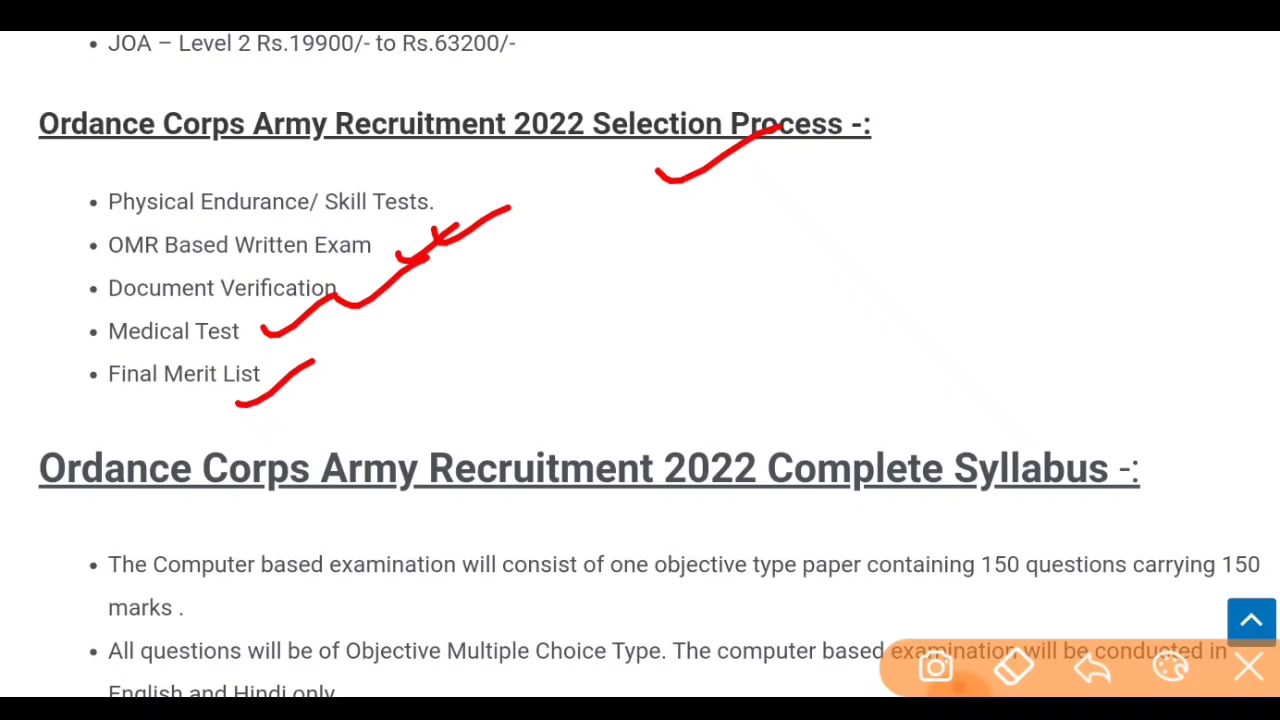 JOA – Level 2 Rs.19900/- to Rs.63200/-
Ordance Corps Army Recruitment 2022 Selection Process -:
Physical Endurance/ Skill Tests.
OMR Based Written Exam
Document Verification
Medical Test
Final Merit List
Ordance Corps Army Recruitment 2022 Complete Syllabus -:
The Computer based examination will consist of one objective type paper containing 150 questions carrying 150
marks .
All questions will be of Objective Multiple Choice Type. The computer based examination will be conducted in
English and Hindi only